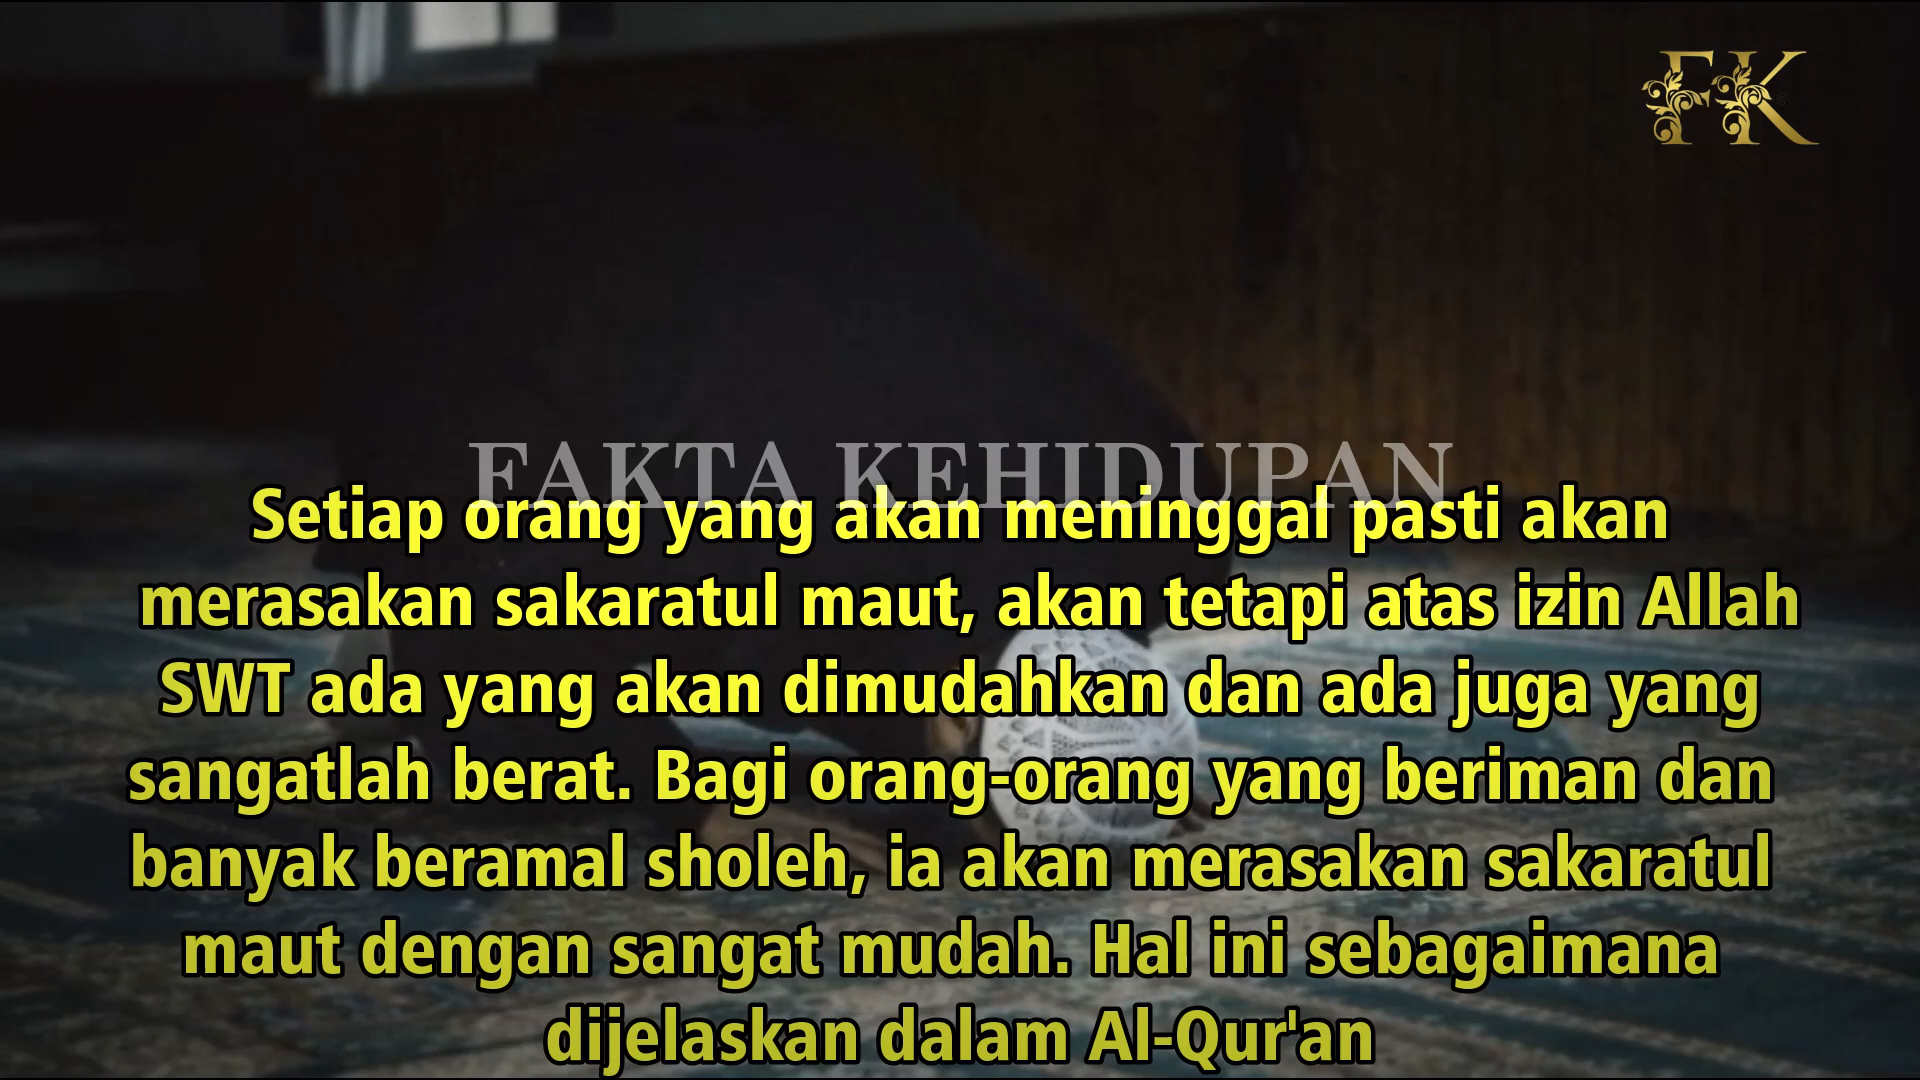 FK
FAKTA KEHIDUPAN
Setiap orang yang akan meninggal pasti akan
merasakan sakaratul maut, akan tetapi atas izin Allah
SWT ada yang akan dimudahkan dan ada juga yang
sangatlah berat. Bagi orang-orang yang beriman dan
banyak beramal sholeh, ia akan merasakan sakaratul
maut dengan sangat mudah. Hal ini sebagaimana
dijelaskan dalam Al-Qur'an